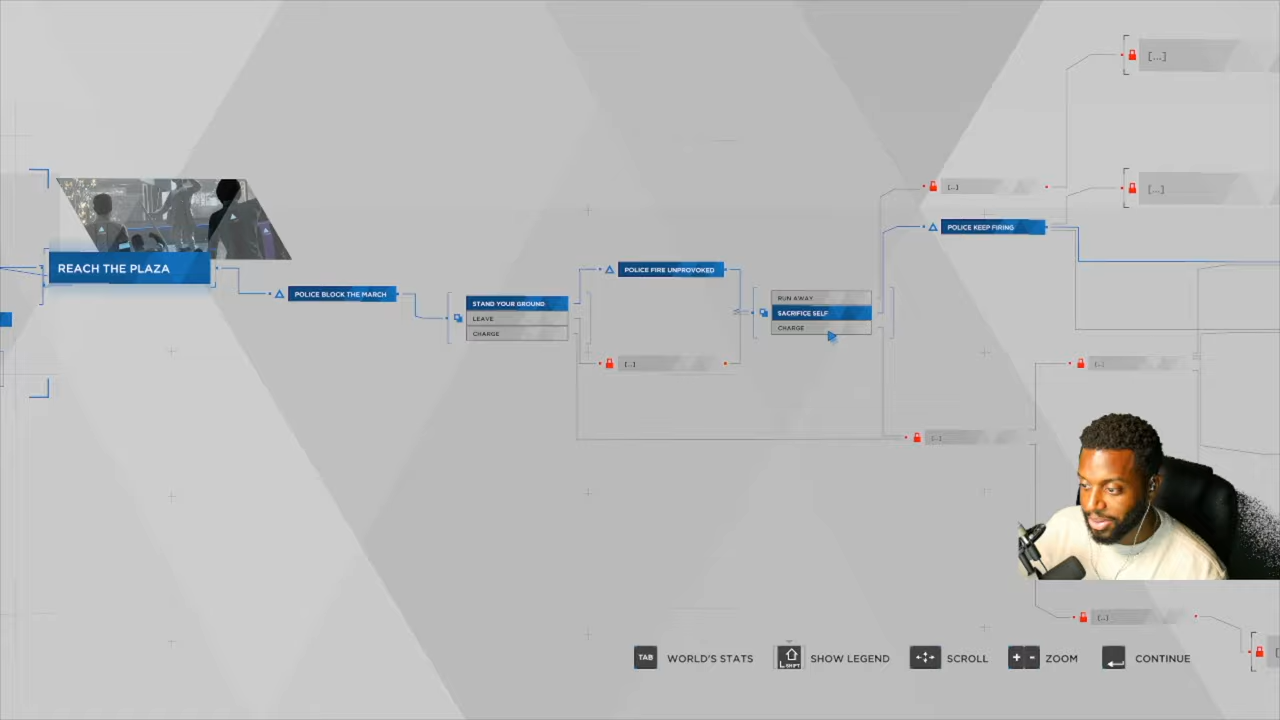 [...]
[...]
[...]
POLICE KEEP FIRING
REACH THE PLAZA
POLICE FIRE UNPROVOKED
POLICE BLOCK THE MARCH
RUN AWAY
STAND YOUR GROUND
SACRIFICE SELF
LEAVE
CHARGE
CHARGE
[...]
[...]
[...]
[...]
TAB WORLD'S STATS
L SHIFT SHOW LEGEND
SCROLL
+ - ZOOM
CONTINUE